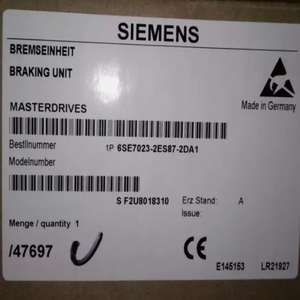 SIEMENS
BREMSEINHEIT
BRAKING UNIT
MASTERDRIVES
Made in Germany
Bestllnummer 1P 6SE7023-2ES87-2DA1
Modelnumber
S F2U8018310 Erz.Stand: A
Issue:
Menge / quantity 1
/47697
CE
E145153 LR21927